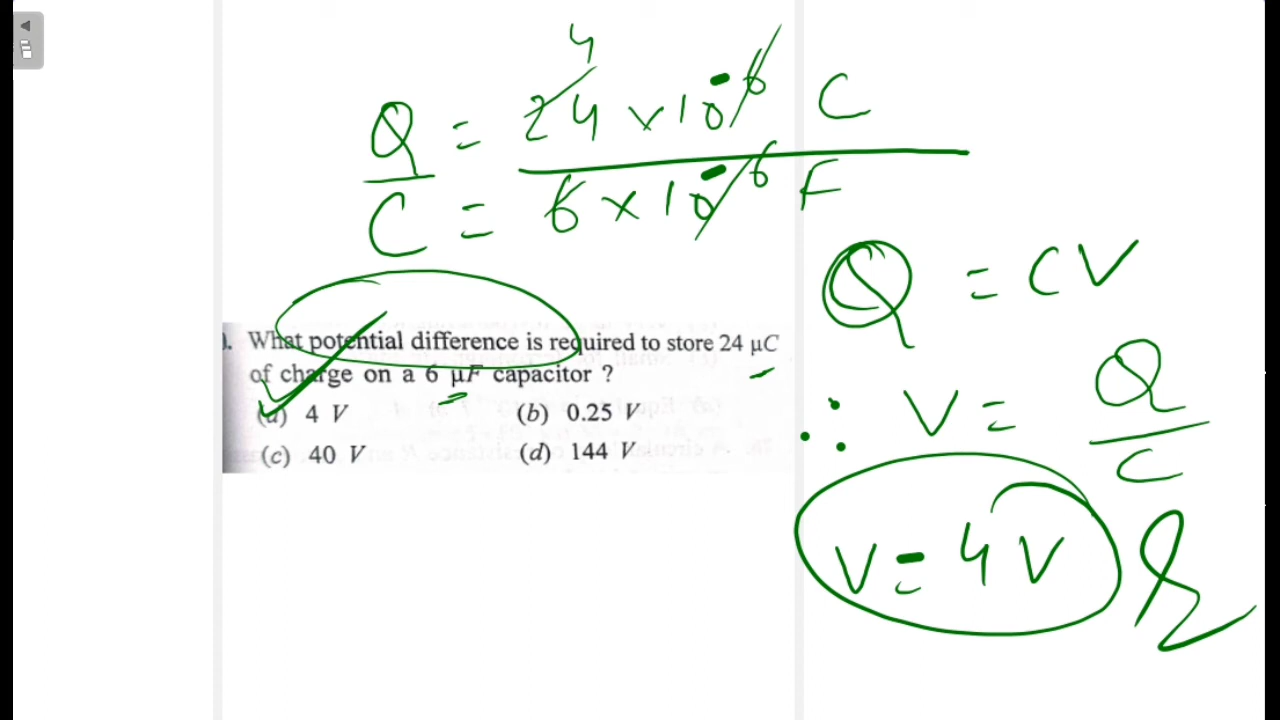 4
Q = 24 x 10⁻⁶ C
C = 6 x 10⁻⁶ F
Q = CV
). What potential difference is required to store 24 µC
of charge on a 6 µF capacitor ?
(a) 4 V (b) 0.25 V
(c) 40 V (d) 144 V
∴ V = Q
C
V = 4 V